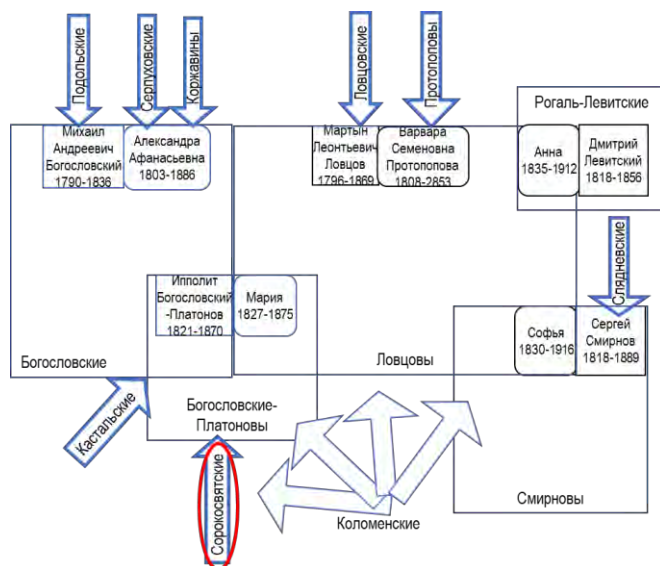 Подольские
Серпуховские
Коржавины
Ловцовские
Протопоповы
Рогаль-Левитские
Михаил
Андреевич
Богословский
1790-1836
Александра
Афанасьевна
1803-1886
Мартын
Леонтьевич
Ловцов
1796-1869
Варвара
Семеновна
Протопопова
1808-2853
Анна
1835-1912
Дмитрий
Левитский
1818-1856
Слядневские
Ипполит
Богословский
-Платонов
1821-1870
Мария
1827-1875
Софья
1830-1916
Сергей
Смирнов
1818-1889
Богословские
Ловцовы
Кастальские
Богословские-
Платоновы
Сорокосвятские
Коломенские
Смирновы